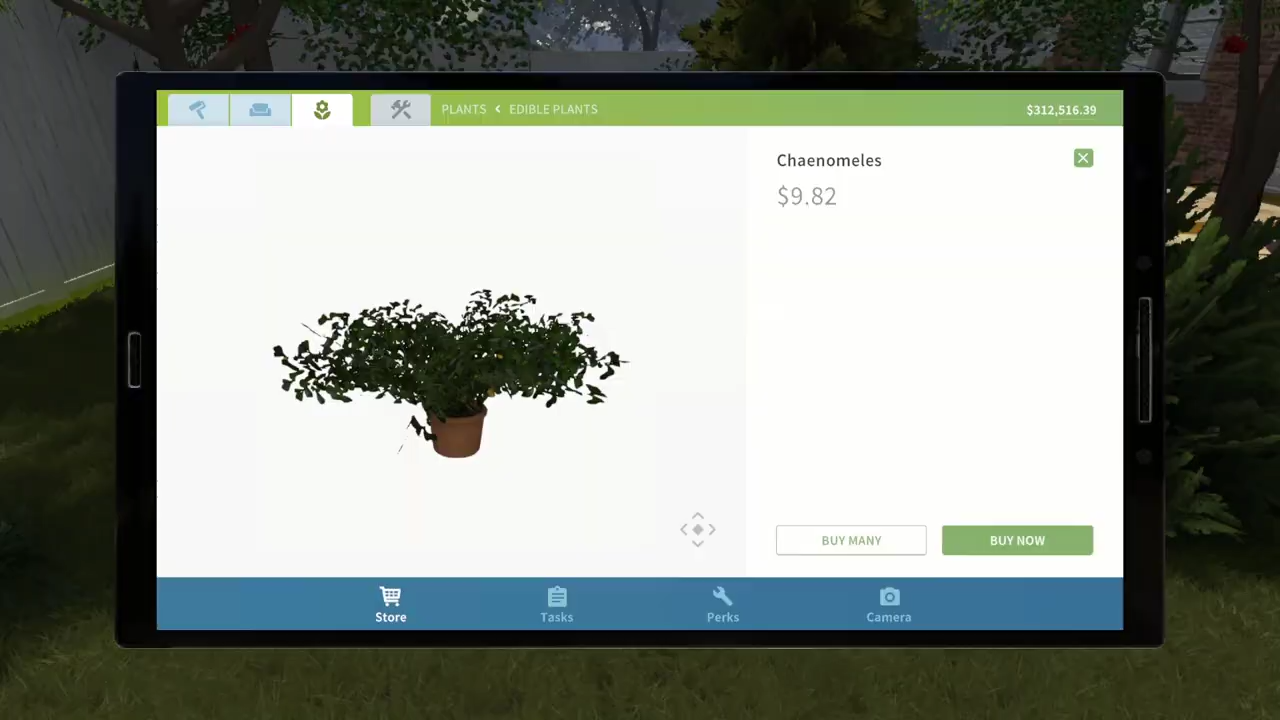 PLANTS < EDIBLE PLANTS
$312,516.39
Chaenomeles
$9.82
BUY MANY
BUY NOW
Store
Tasks
Perks
Camera